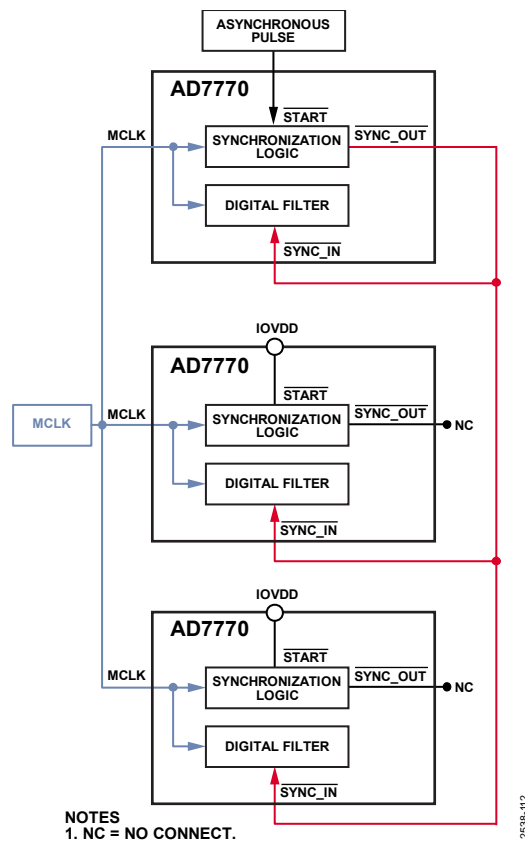 ASYNCHRONOUS
PULSE
AD7770
START
MCLK
SYNCHRONIZATION
LOGIC
SYNC_OUT
DIGITAL FILTER
SYNC_IN
IOVDD
AD7770
START
MCLK
MCLK
SYNCHRONIZATION
LOGIC
SYNC_OUT
NC
DIGITAL FILTER
SYNC_IN
IOVDD
AD7770
START
MCLK
SYNCHRONIZATION
LOGIC
SYNC_OUT
NC
DIGITAL FILTER
SYNC_IN
NOTES
1. NC = NO CONNECT.
2538-112